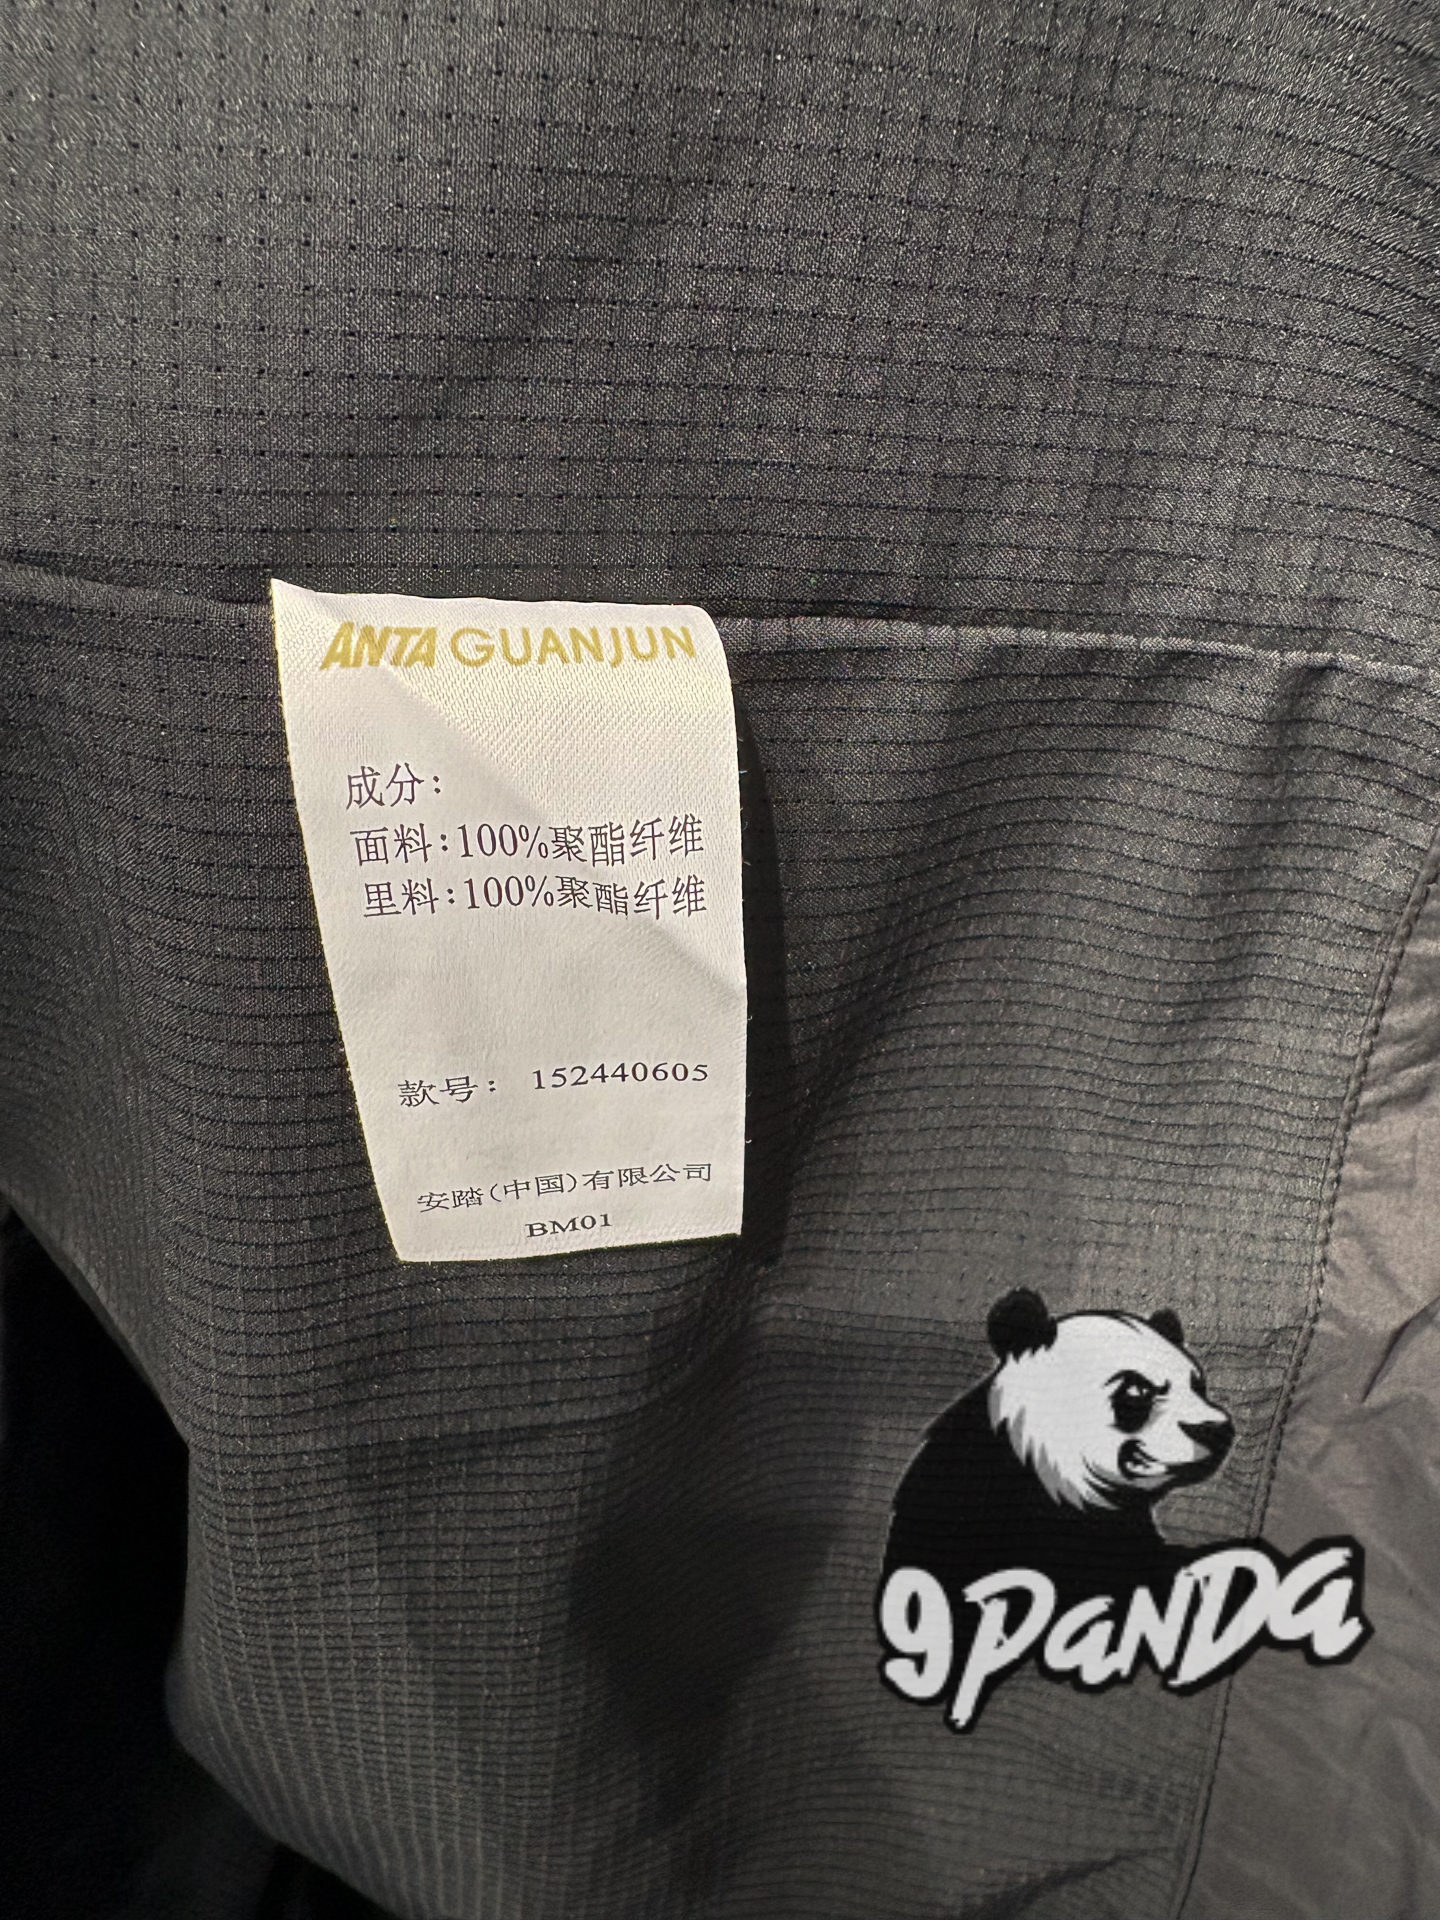 ANTA GUANJUN
成分:
面料:100%聚酯纤维
里料:100%聚酯纤维
款号: 152440605
安踏(中国)有限公司
BM01
9PaNDa